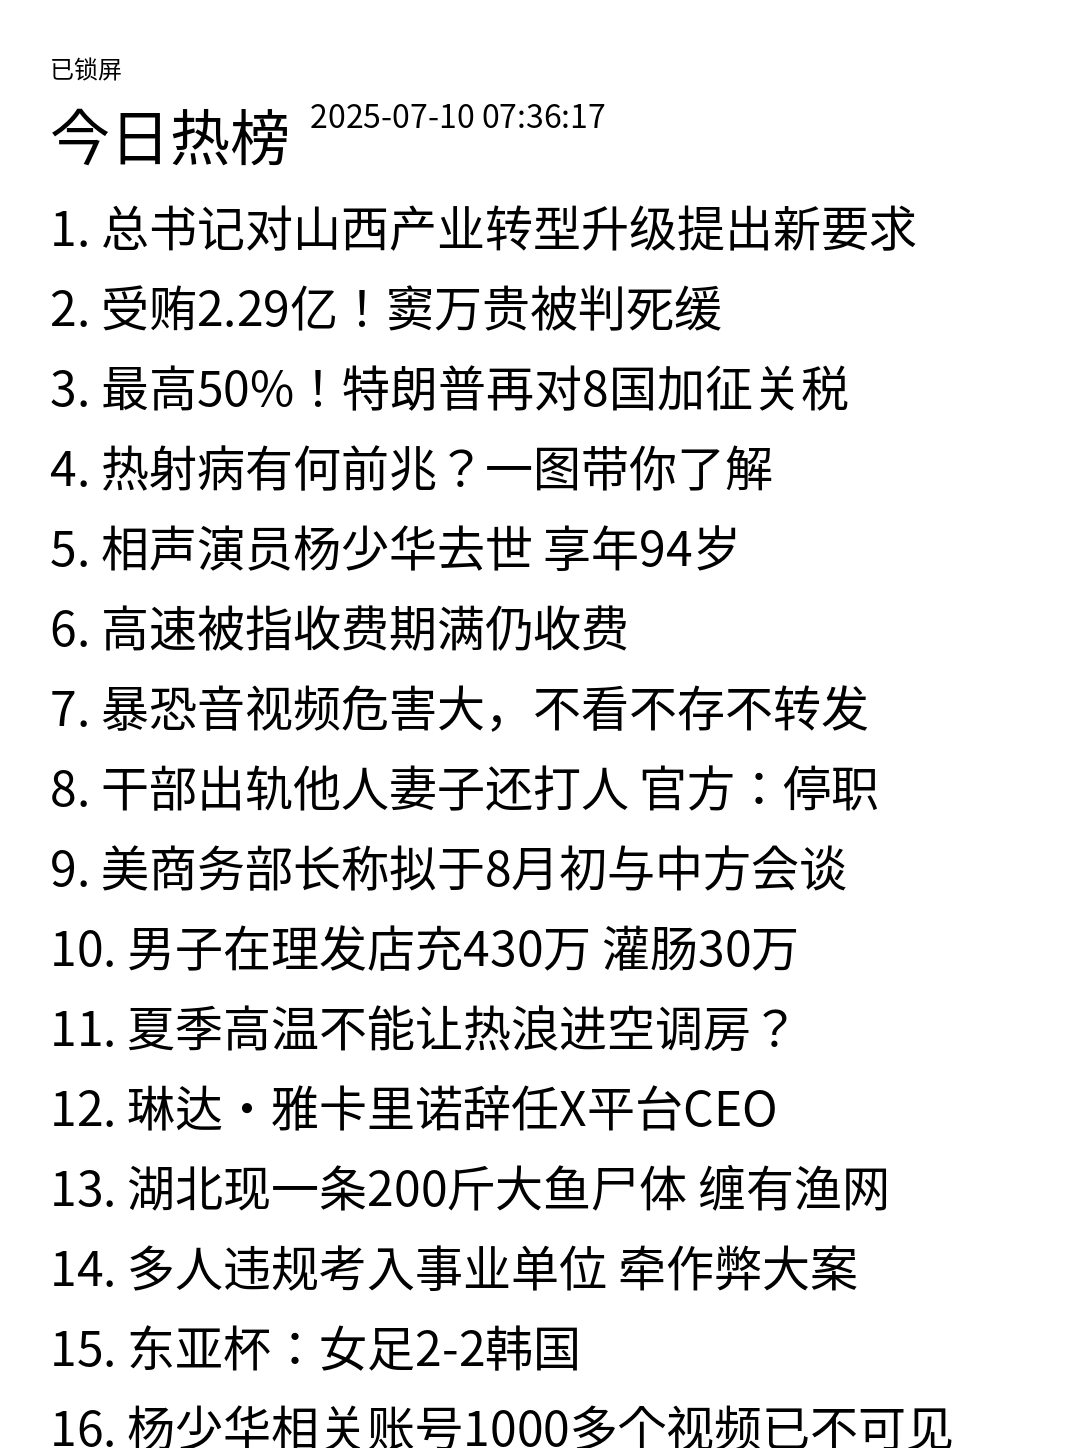 已锁屏
今日热榜 2025-07-10 07:36:17
1. 总书记对山西产业转型升级提出新要求
2. 受贿2.29亿！窦万贵被判死缓
3. 最高50%！特朗普再对8国加征关税
4. 热射病有何前兆？一图带你了解
5. 相声演员杨少华去世 享年94岁
6. 高速被指收费期满仍收费
7. 暴恐音视频危害大，不看不存不转发
8. 干部出轨他人妻子还打人 官方：停职
9. 美商务部长称拟于8月初与中方会谈
10. 男子在理发店充430万 灌肠30万
11. 夏季高温不能让热浪进空调房？
12. 琳达・雅卡里诺辞任X平台CEO
13. 湖北现一条200斤大鱼尸体 缠有渔网
14. 多人违规考入事业单位 牵作弊大案
15. 东亚杯：女足2-2韩国
16. 杨少华相关账号1000多个视频已不可见